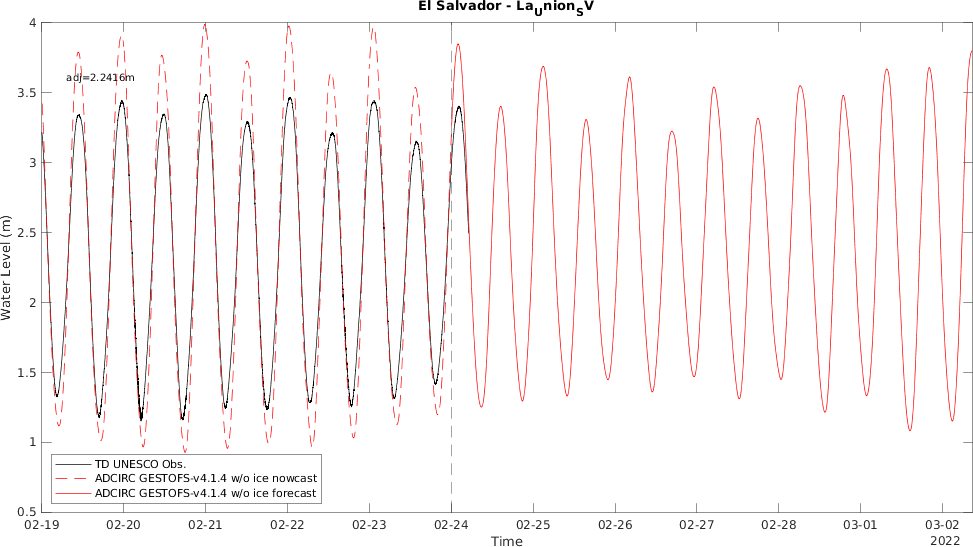 El Salvador - LaUnionSV
adj=2.2416m
Water Level (m)
4
3.5
3
2.5
2
1.5
1
0.5
TD UNESCO Obs.
ADCIRC GESTOFS-v4.1.4 w/o ice nowcast
ADCIRC GESTOFS-v4.1.4 w/o ice forecast
02-19 02-20 02-21 02-22 02-23 02-24 02-25 02-26 02-27 02-28 03-01 03-02
Time
2022